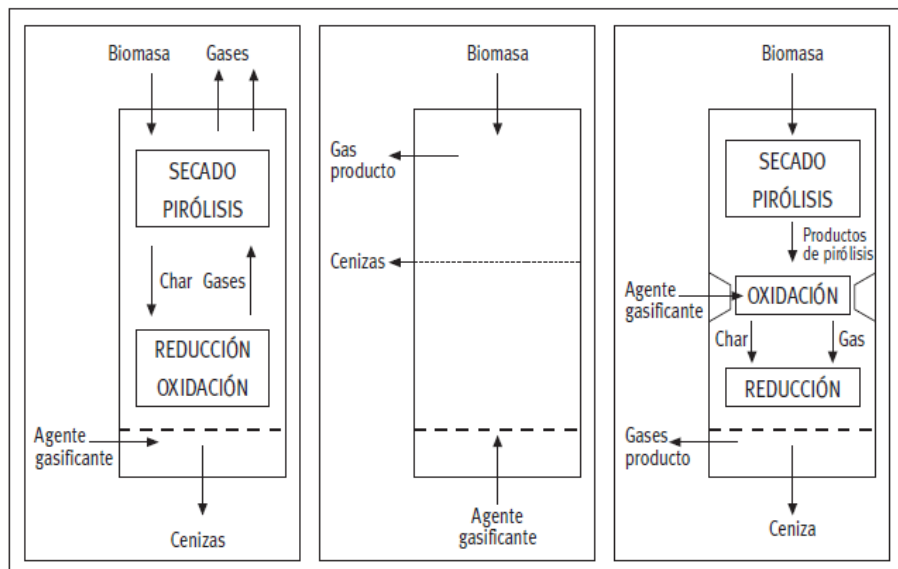 Biomasa Gases
SECADO
PIRÓLISIS
Char Gases
REDUCCIÓN
OXIDACIÓN
Agente
gasificante
Cenizas
Biomasa
Gas
producto
Cenizas
Agente
gasificante
Biomasa
SECADO
PIRÓLISIS
Productos
de pirólisis
Agente
gasificante
OXIDACIÓN
Char Gas
REDUCCIÓN
Gases
producto
Ceniza